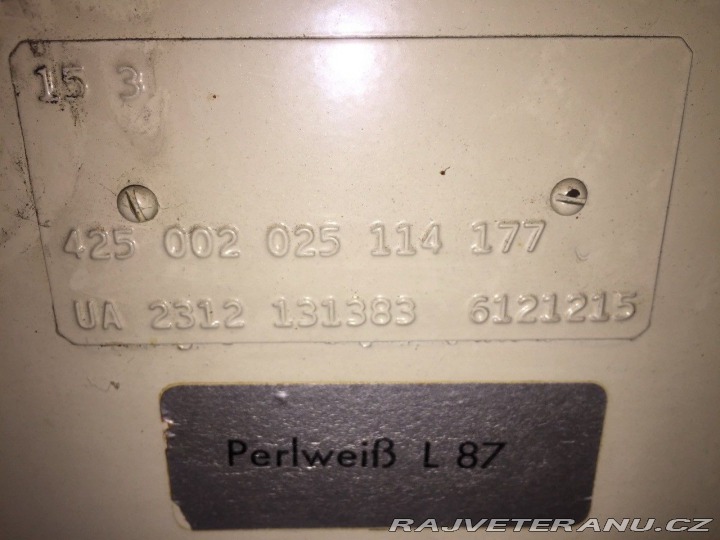 15 3
425 002 025 114 177
UA 2312 131383 6121215
Perlweiß L 87
RAJVETERANU.CZ